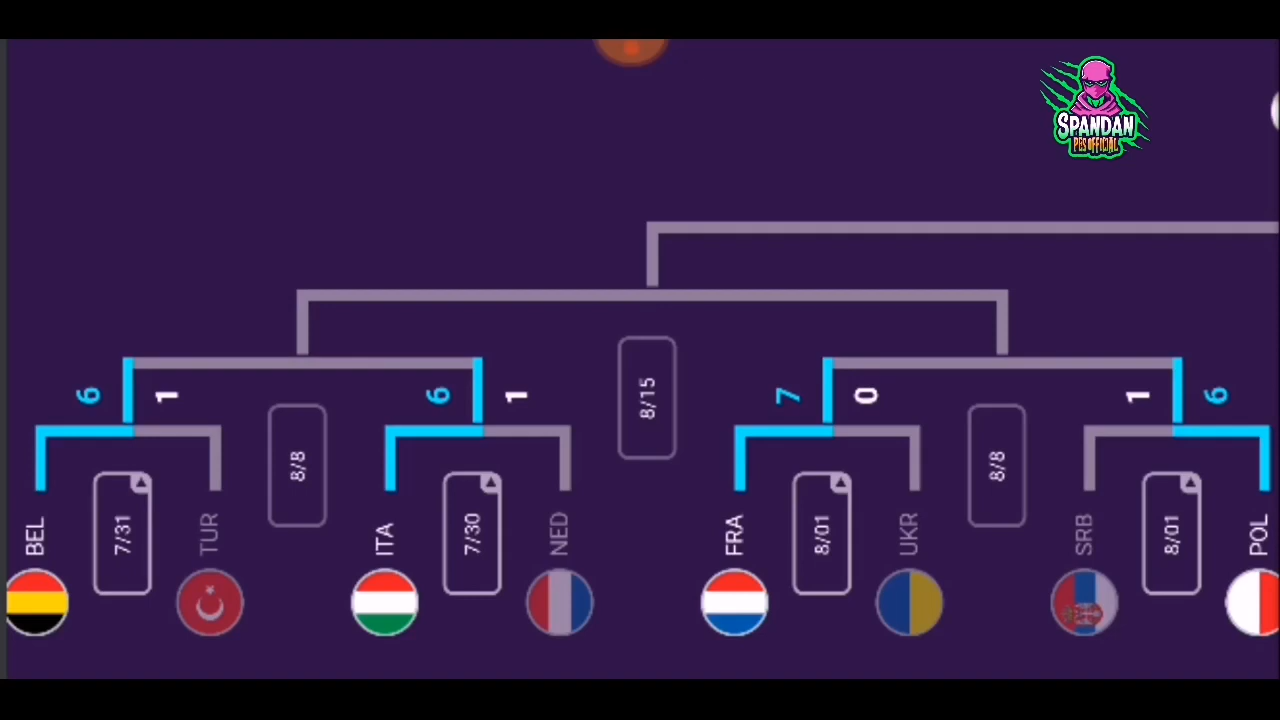 SPANDAN
PES OFFICIAL
8/15
6
1
6
1
7
0
1
6
8/8
8/8
BEL
7/31
TUR
ITA
7/30
NED
FRA
8/01
UKR
SRB
8/01
POL